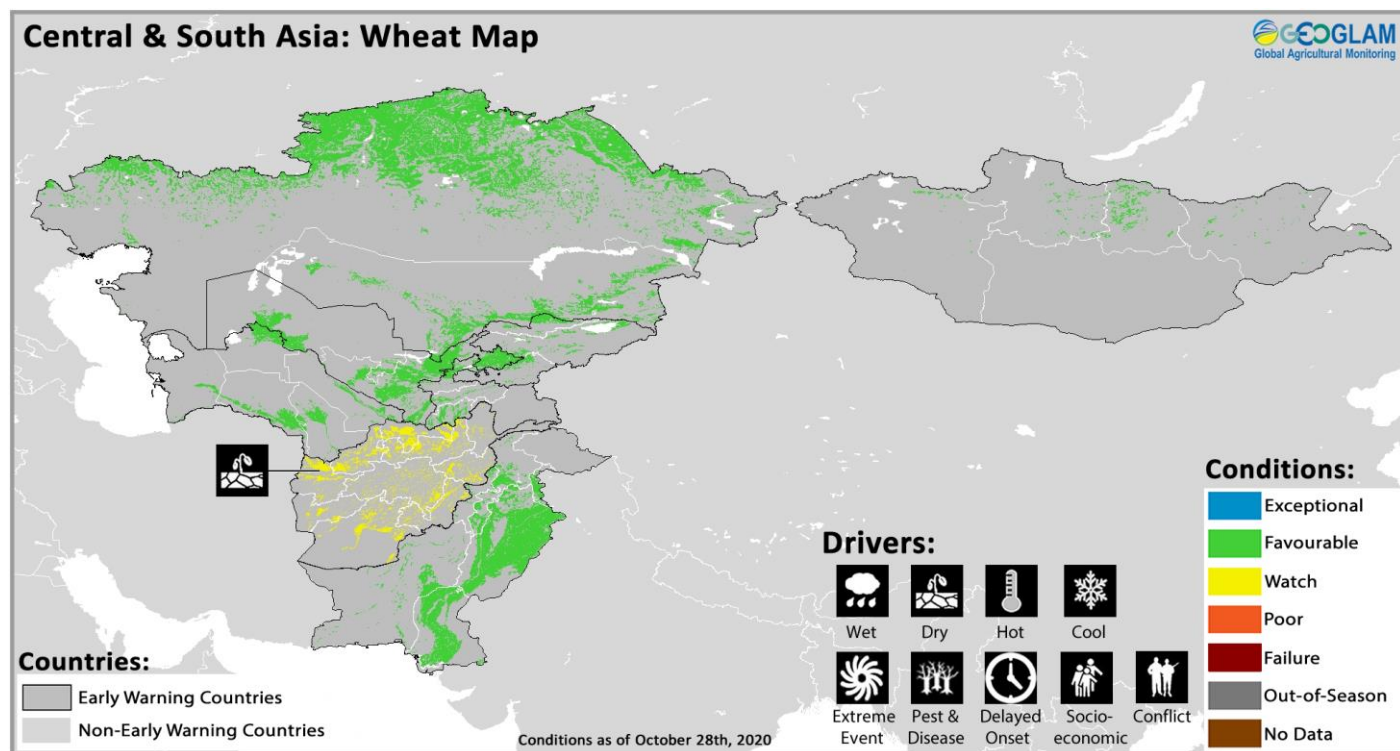 Central & South Asia: Wheat Map
GEOGLAM
Global Agricultural Monitoring
Conditions:
Exceptional
Favourable
Watch
Poor
Failure
Out-of-Season
No Data
Drivers:
Wet
Dry
Hot
Cool
Extreme
Event
Pest &
Disease
Delayed
Onset
Socio-
economic
Conflict
Countries:
Early Warning Countries
Non-Early Warning Countries
Conditions as of October 28th, 2020